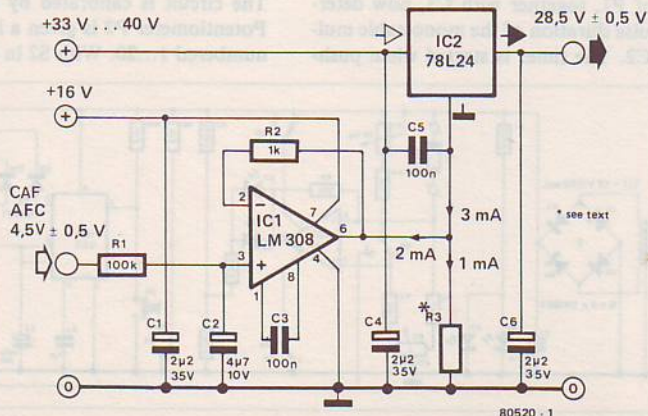 +33 V ... 40 V
IC2
78L24
28,5 V ± 0,5 V
+16 V
R2
1k
C5
100n
CAF
AFC
4,5V ± 0,5 V
R1
100k
2
3
7
6
4
1
8
IC1
LM 308
3 mA
2 mA
1 mA
* see text
C3
100n
*
R3
C1
2µ2
35V
C2
4µ7
10V
C4
2µ2
35V
C6
2µ2
35V
0
0
80520 - 1